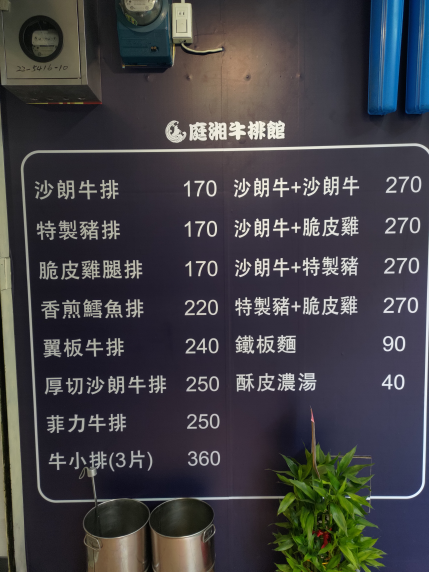 庭湘牛排館
沙朗牛排 170
特製豬排 170
脆皮雞腿排 170
香煎鱈魚排 220
翼板牛排 240
厚切沙朗牛排 250
菲力牛排 250
牛小排(3片) 360
沙朗牛+沙朗牛 270
沙朗牛+脆皮雞 270
沙朗牛+特製豬 270
特製豬+脆皮雞 270
鐵板麵 90
酥皮濃湯 40